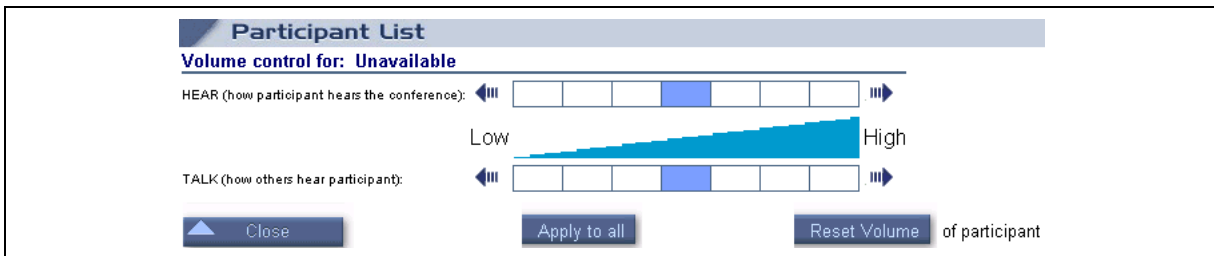 Participant List
Volume control for: Unavailable
HEAR (how participant hears the conference):
Low High
TALK (how others hear participant):
Close Apply to all Reset Volume of participant